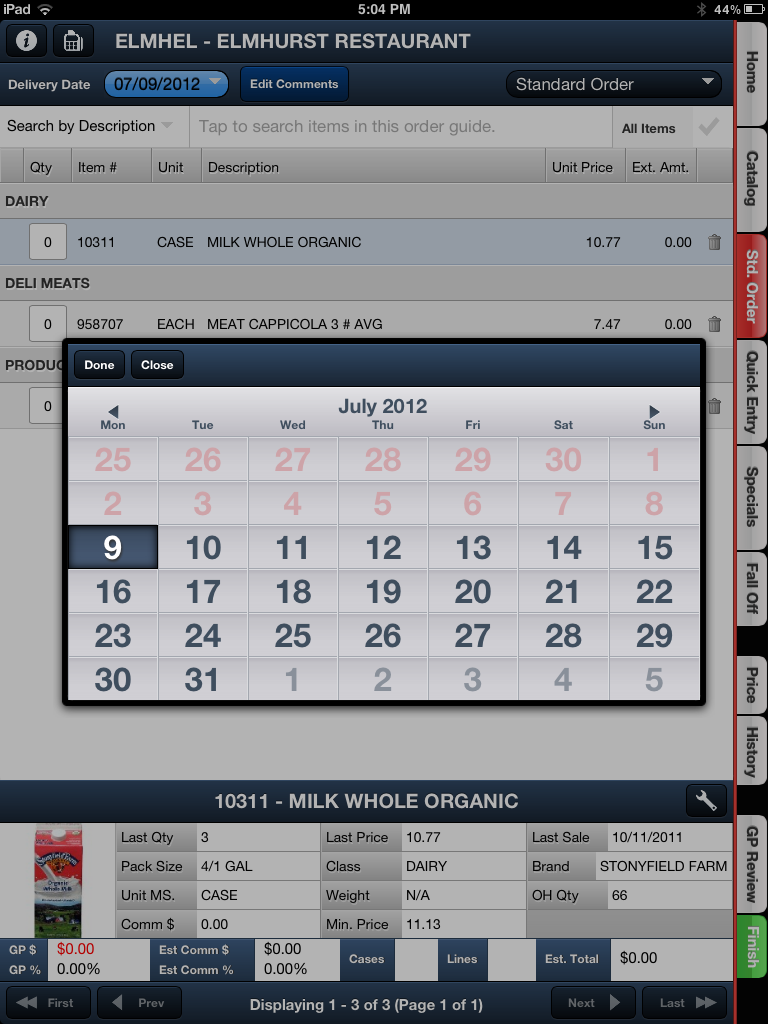 iPad 5:04 PM 44%
ELMHEL - ELMHURST RESTAURANT
Delivery Date 07/09/2012 Edit Comments Standard Order
Search by Description Tap to search items in this order guide. All Items
Qty Item # Unit Description Unit Price Ext. Amt.
DAIRY
0 10311 CASE MILK WHOLE ORGANIC 10.77 0.00
DELI MEATS
0 958707 EACH MEAT CAPPICOLA 3 # AVG 7.47 0.00
PRODUC
0
Done Close
July 2012
Mon Tue Wed Thu Fri Sat Sun
25 26 27 28 29 30 1
2 3 4 5 6 7 8
9 10 11 12 13 14 15
16 17 18 19 20 21 22
23 24 25 26 27 28 29
30 31 1 2 3 4 5
10311 - MILK WHOLE ORGANIC
Last Qty 3 Last Price 10.77 Last Sale 10/11/2011
Pack Size 4/1 GAL Class DAIRY Brand STONYFIELD FARM
Unit MS. CASE Weight N/A OH Qty 66
Comm $ 0.00 Min. Price 11.13
Organic
Whole Milk
GP $ $0.00 Est Comm $ $0.00 Cases Lines Est. Total $0.00
GP % 0.00% Est Comm % 0.00%
First Prev Displaying 1 - 3 of 3 (Page 1 of 1) Next Last
Home
Catalog
Std. Order
Quick Entry
Specials
Fall Off
Price
History
GP Review
Finish